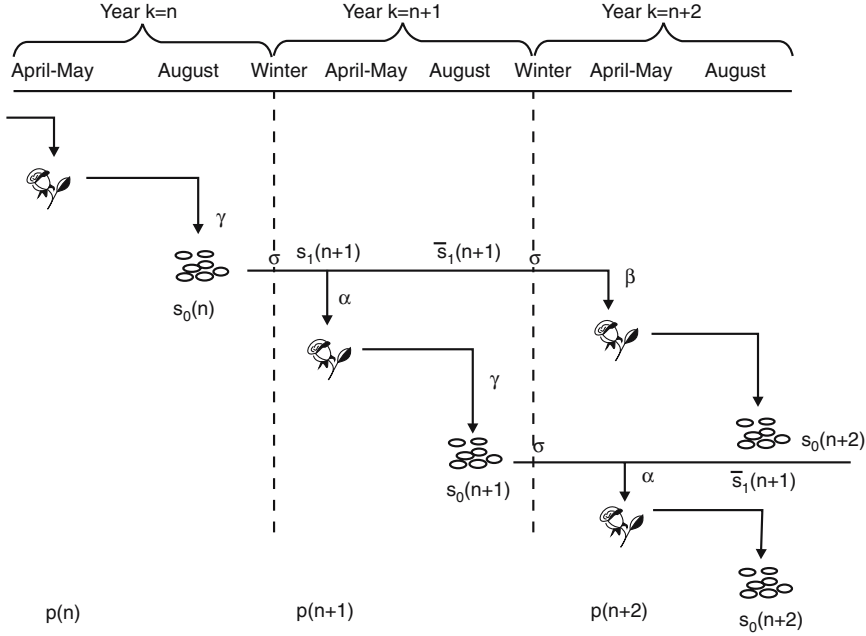 Year k=n Year k=n+1 Year k=n+2
April-May August Winter April-May August Winter April-May August
γ
σ s₁(n+1) s̅₁(n+1) σ
β
s₀(n)
α
γ
s₀(n+2)
σ
s₀(n+1)
α s̅₁(n+1)
p(n) p(n+1) p(n+2) s₀(n+2)